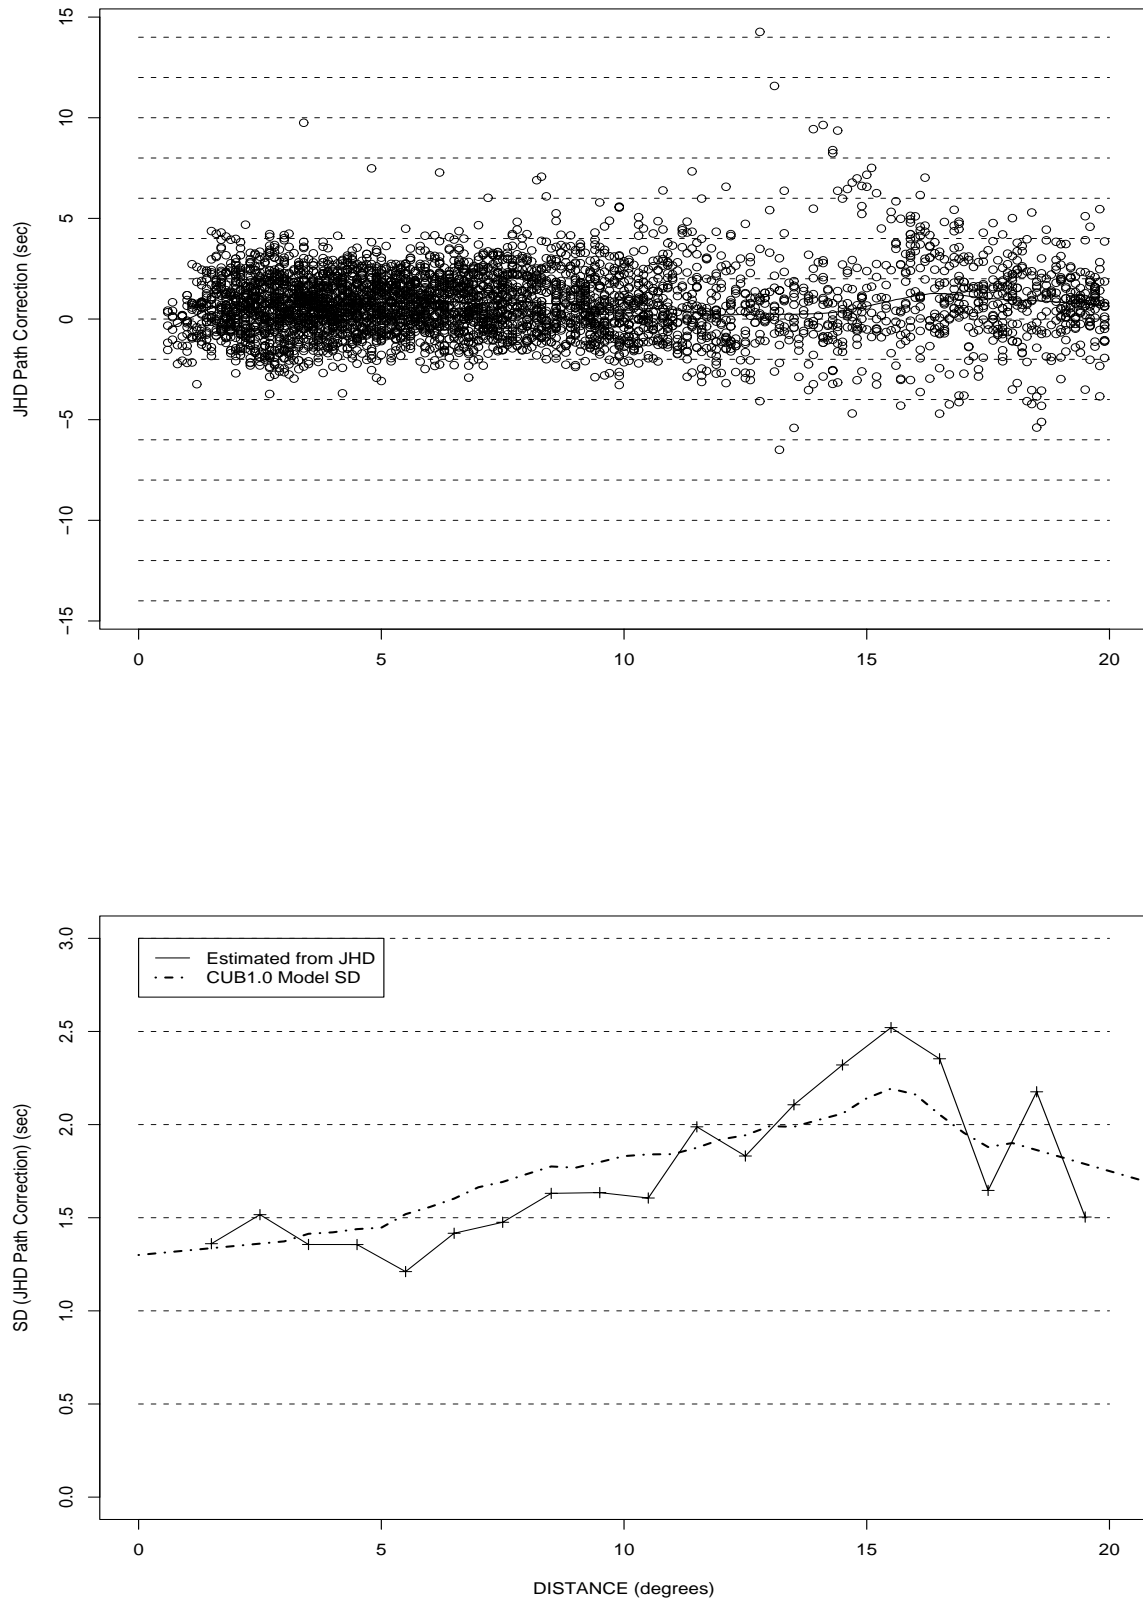 15
10
5
0
−5
−10
−15
JHD Path Correction (sec)
0 5 10 15 20
3.0
2.5
2.0
1.5
1.0
0.5
0.0
SD (JHD Path Correction) (sec)
Estimated from JHD
CUB1.0 Model SD
0 5 10 15 20
DISTANCE (degrees)